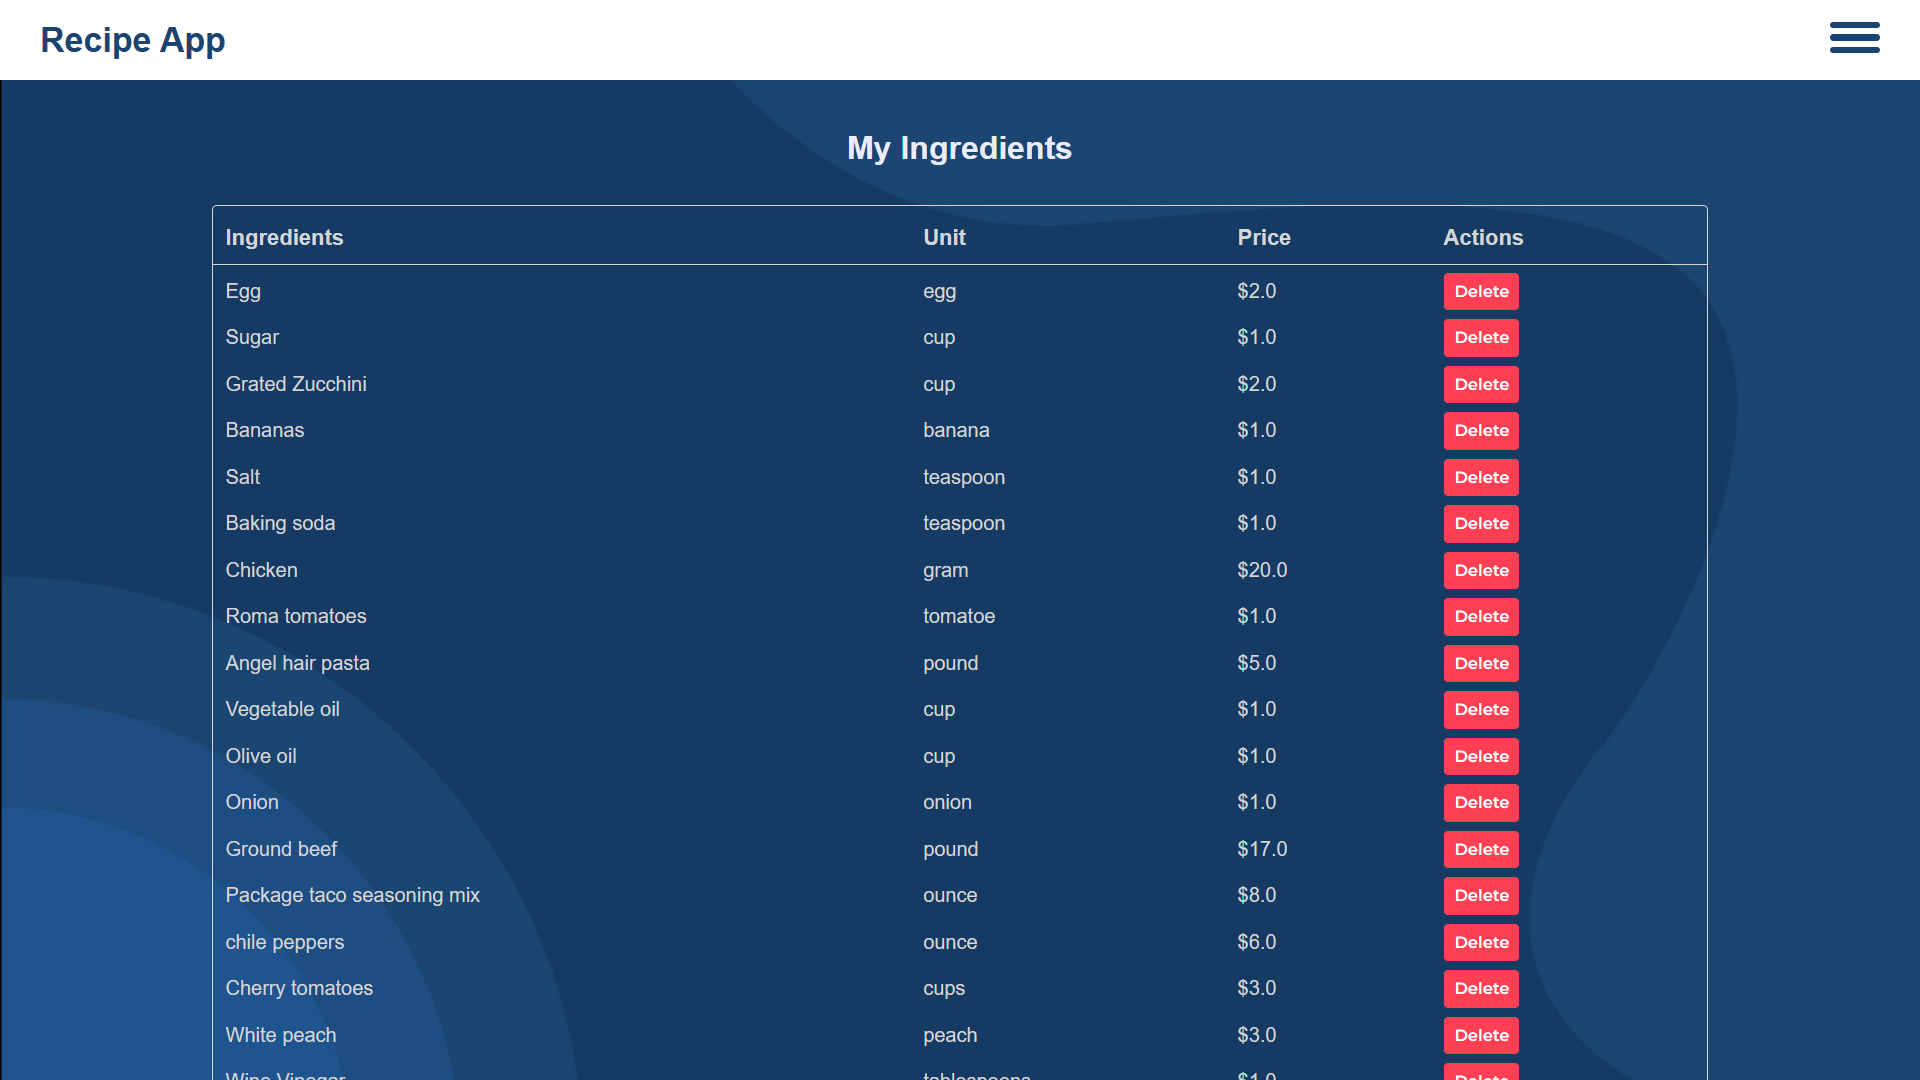 Recipe App
My Ingredients
Ingredients Unit Price Actions
Egg egg $2.0 Delete
Sugar cup $1.0 Delete
Grated Zucchini cup $2.0 Delete
Bananas banana $1.0 Delete
Salt teaspoon $1.0 Delete
Baking soda teaspoon $1.0 Delete
Chicken gram $20.0 Delete
Roma tomatoes tomatoe $1.0 Delete
Angel hair pasta pound $5.0 Delete
Vegetable oil cup $1.0 Delete
Olive oil cup $1.0 Delete
Onion onion $1.0 Delete
Ground beef pound $17.0 Delete
Package taco seasoning mix ounce $8.0 Delete
chile peppers ounce $6.0 Delete
Cherry tomatoes cups $3.0 Delete
White peach peach $3.0 Delete
Wine Vinegar tablespoons $1.0 Delete